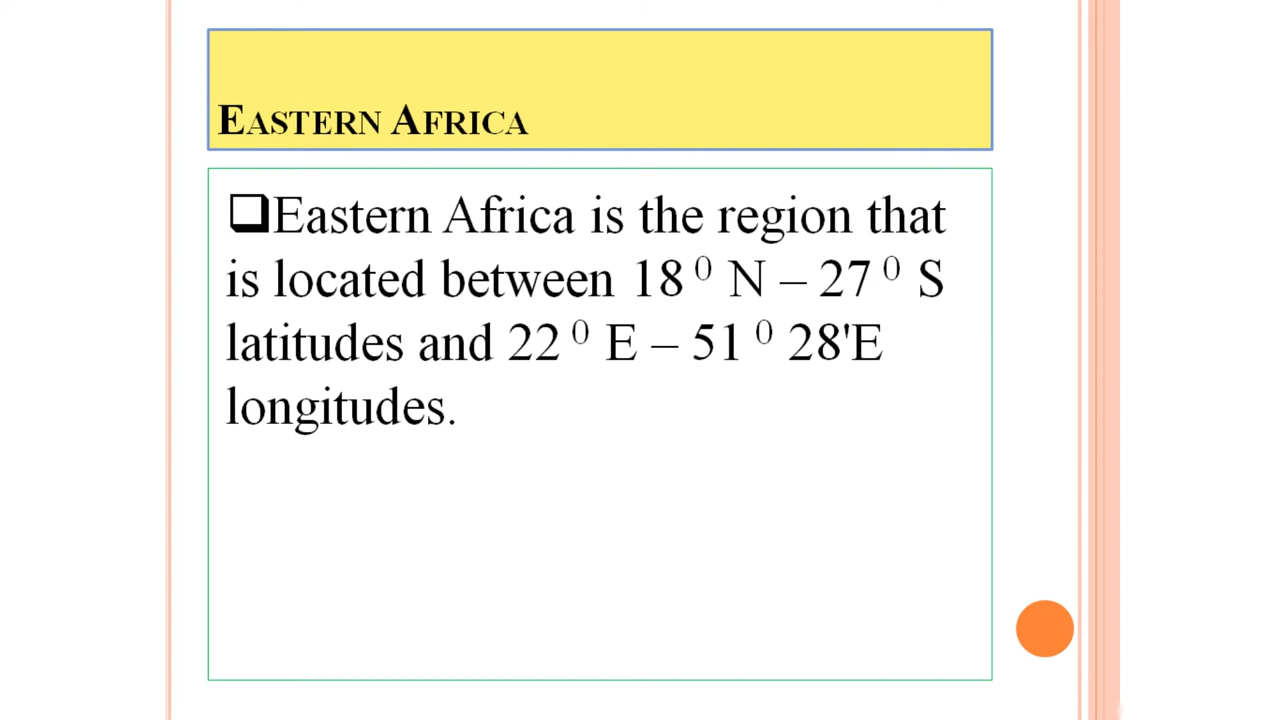 EASTERN AFRICA
❑Eastern Africa is the region that
is located between 18 ⁰ N – 27 ⁰ S
latitudes and 22 ⁰ E – 51 ⁰ 28'E
longitudes.